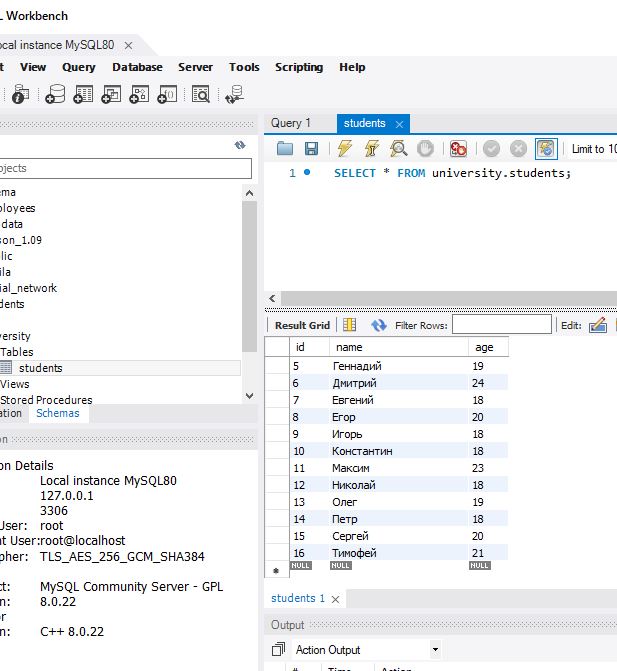 L Workbench
ocal instance MySQL80
t View Query Database Server Tools Scripting Help
Query 1 students
Limit to 10
1 SELECT * FROM university.students;
ojects
ema
ployees
data
son_1.09
lic
ila
ial_network
dents
versity
Tables
students
Views
Stored Procedures
ation Schemas
Result Grid Filter Rows: Edit:
id name age
5 Геннадий 19
6 Дмитрий 24
7 Евгений 18
8 Егор 20
9 Игорь 18
10 Константин 18
11 Максим 23
12 Николай 18
13 Олег 19
14 Петр 18
15 Сергей 20
16 Тимофей 21
NULL NULL NULL
on
on Details
Local instance MySQL80
127.0.0.1
3306
User: root
t User:root@localhost
pher: TLS_AES_256_GCM_SHA384
ct: MySQL Community Server - GPL
n: 8.0.22
or
n: C++ 8.0.22
students 1
Output
Action Output
# Time Action